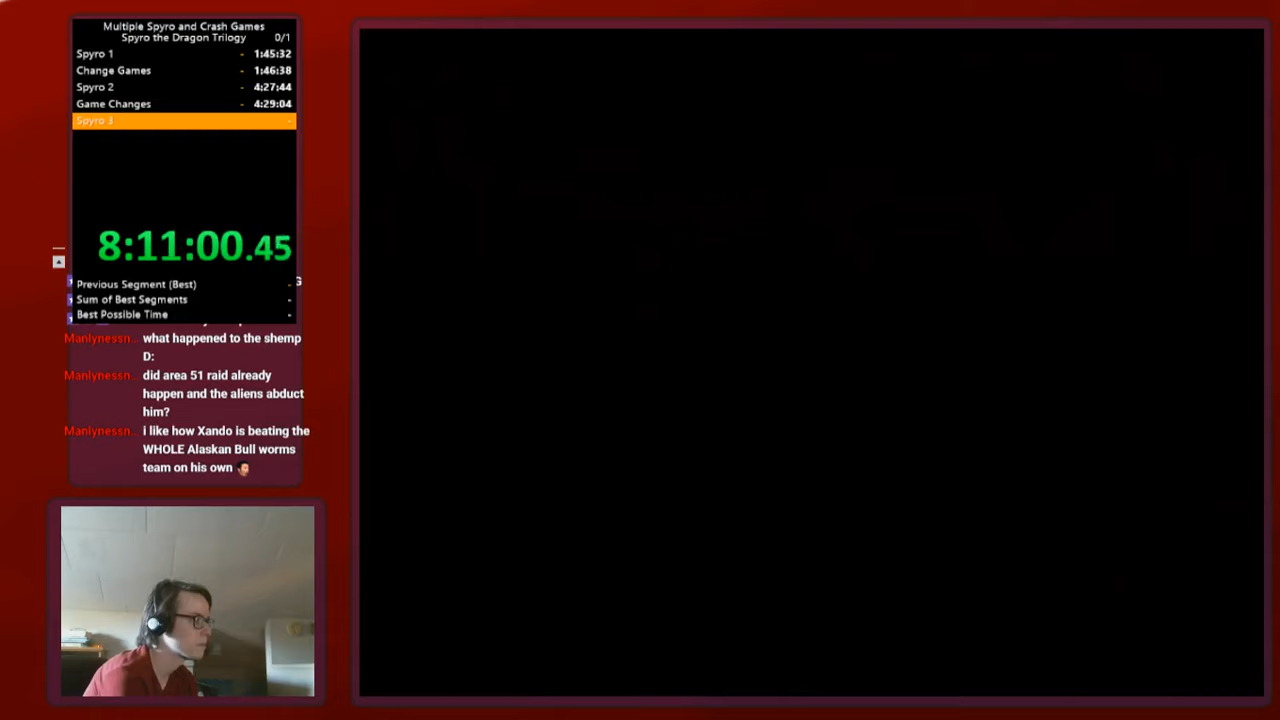 Multiple Spyro and Crash Games
Spyro the Dragon Trilogy 0/1
Spyro 1 - 1:45:32
Change Games - 1:46:38
Spyro 2 - 4:27:44
Game Changes - 4:29:04
Spyro 3 -
8:11:00.45
Previous Segment (Best) -
Sum of Best Segments -
Best Possible Time -
Manlynessn... what happened to the shemp
D:
Manlynessn... did area 51 raid already
happen and the aliens abduct
him?
Manlynessn... i like how Xando is beating the
WHOLE Alaskan Bull worms
team on his own